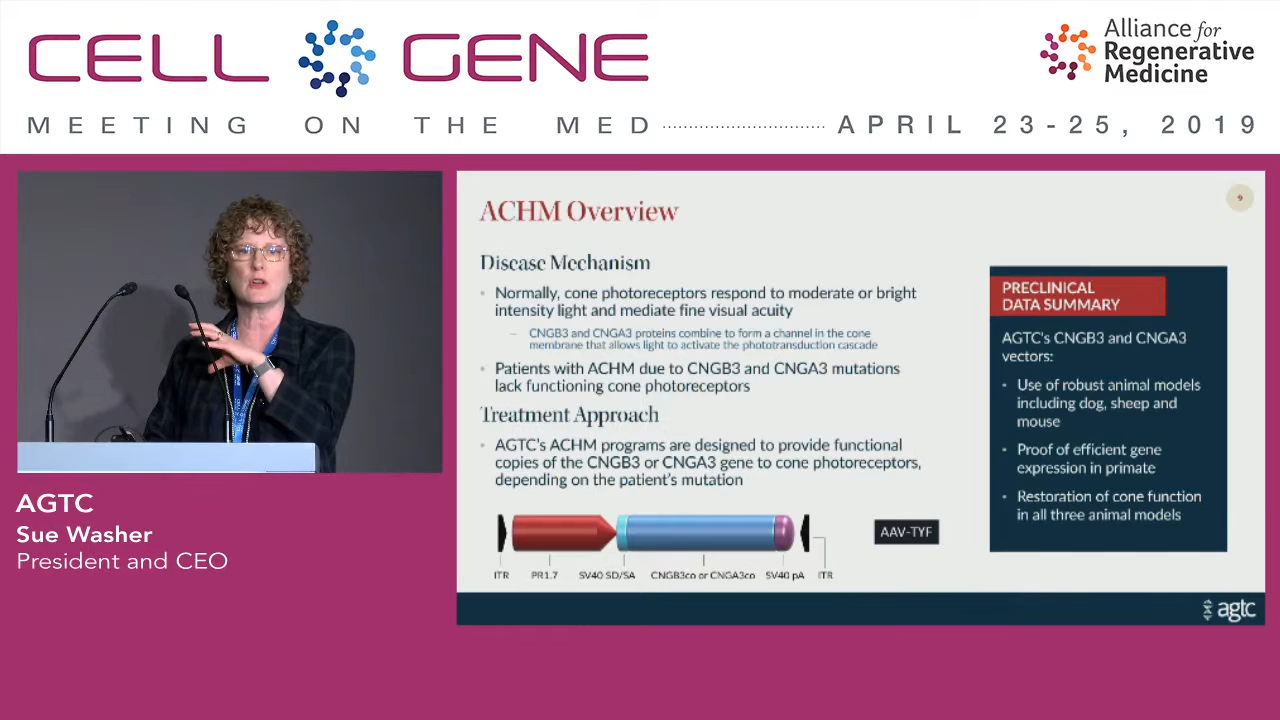 CELL GENE
Alliance for
Regenerative
Medicine
MEETING ON THE MED
APRIL 23-25, 2019
9
ACHM Overview
Disease Mechanism
• Normally, cone photoreceptors respond to moderate or bright
intensity light and mediate fine visual acuity
– CNGB3 and CNGA3 proteins combine to form a channel in the cone
membrane that allows light to activate the phototransduction cascade
• Patients with ACHM due to CNGB3 and CNGA3 mutations
lack functioning cone photoreceptors
Treatment Approach
• AGTC's ACHM programs are designed to provide functional
copies of the CNGB3 or CNGA3 gene to cone photoreceptors,
depending on the patient's mutation
AAV-TYF
ITR PR1.7 SV40 SD/SA CNGB3co or CNGA3co SV40 pA ITR
PRECLINICAL
DATA SUMMARY
AGTC's CNGB3 and CNGA3
vectors:
• Use of robust animal models
including dog, sheep and
mouse
• Proof of efficient gene
expression in primate
• Restoration of cone function
in all three animal models
agtc
AGTC
Sue Washer
President and CEO